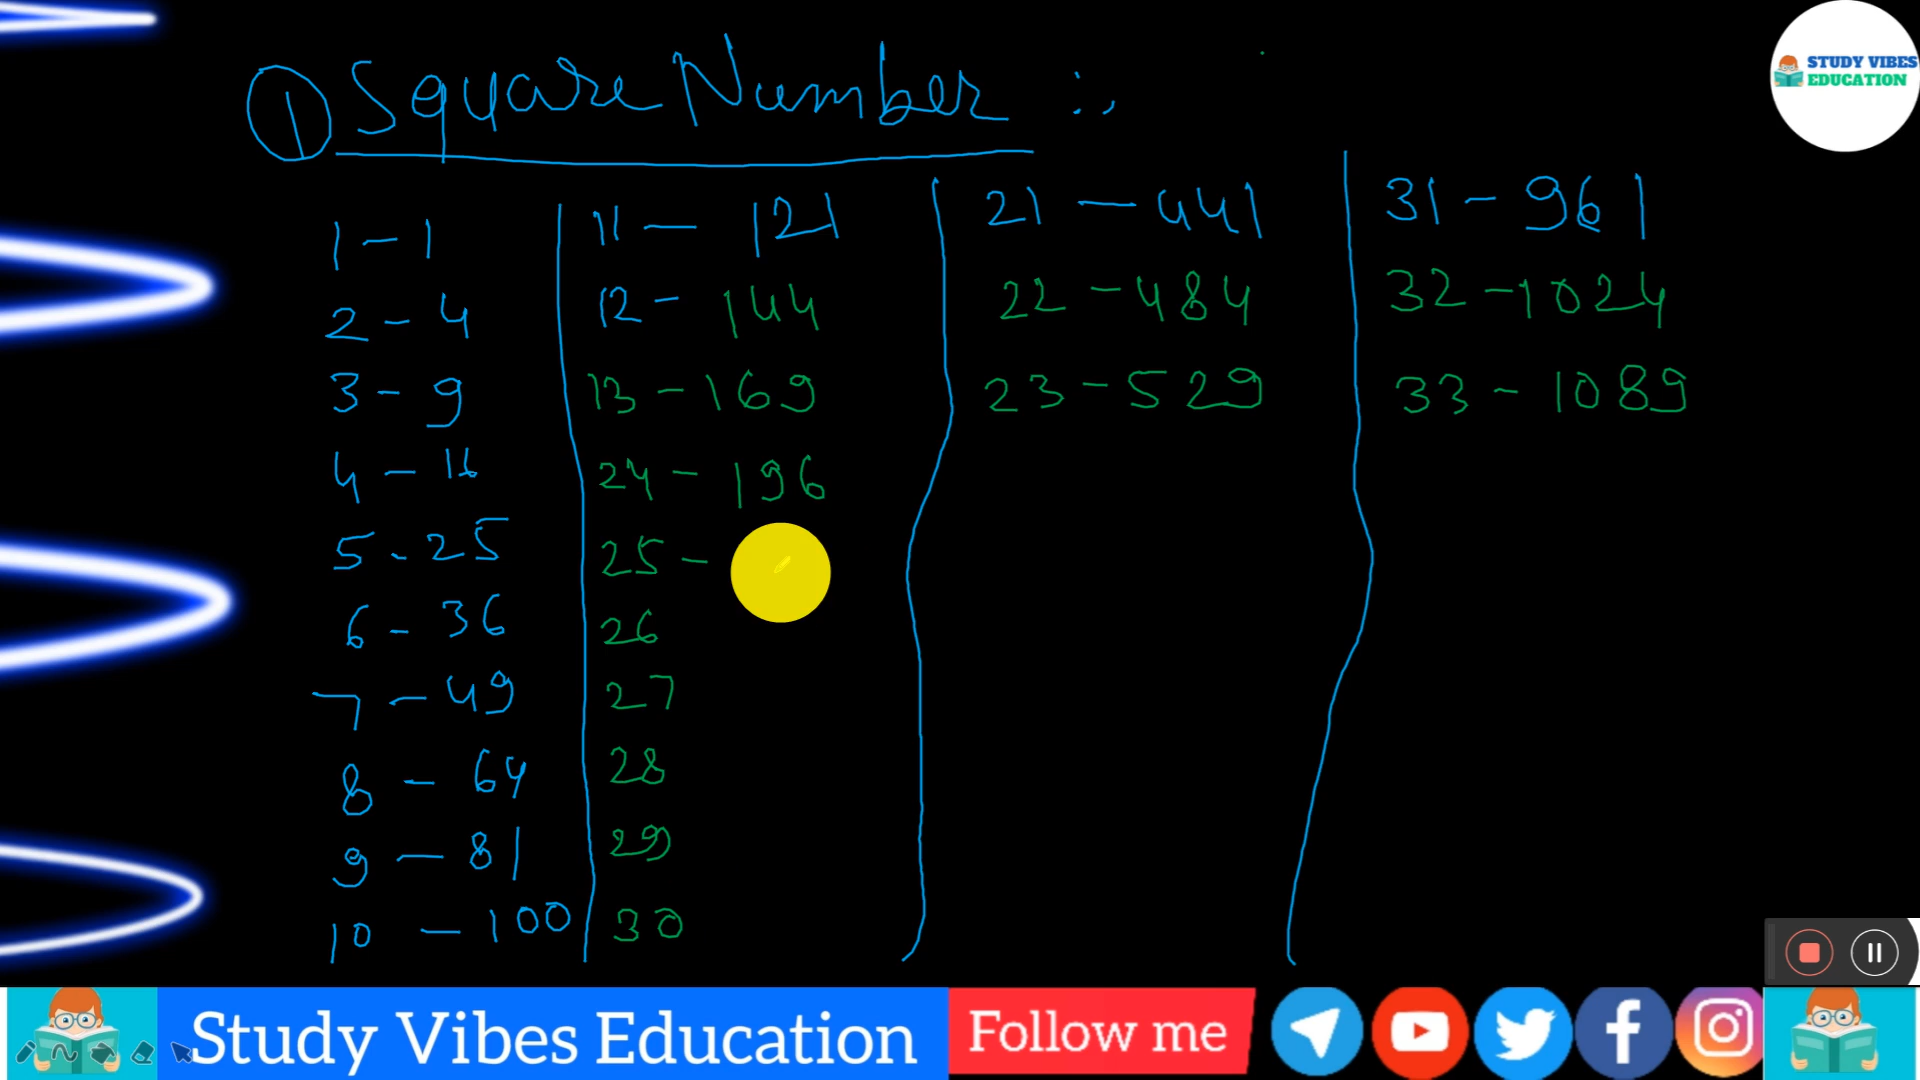 ① Square Number :,
STUDY VIBES
EDUCATION
1 - 1
2 - 4
3 - 9
4 - 16
5 - 25
6 - 36
7 - 49
8 - 64
9 - 81
10 - 100
11 - 121
12 - 144
13 - 169
24 - 196
25 -
26
27
28
29
30
21 - 441
22 - 484
23 - 529
31 - 961
32 - 1024
33 - 1089
Study Vibes Education
Follow me